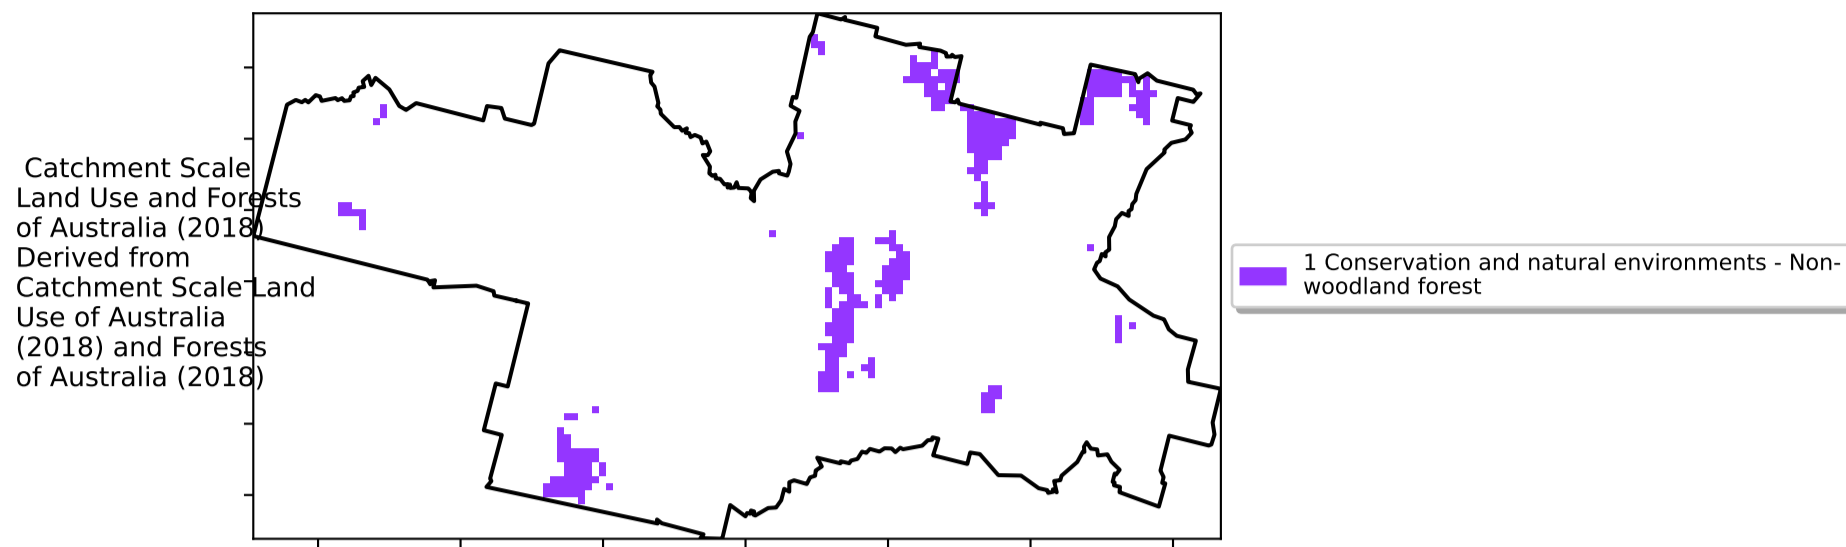 Catchment Scale
Land Use and Forests
of Australia (2018)
Derived from
Catchment Scale Land
Use of Australia
(2018) and Forests
of Australia (2018)
1 Conservation and natural environments - Non-
woodland forest